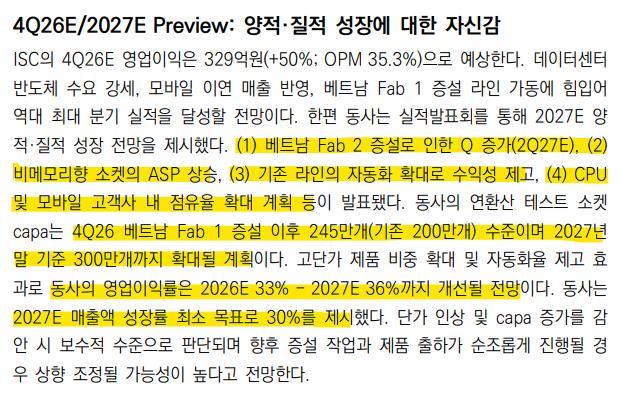 4Q26E/2027E Preview: 양적·질적 성장에 대한 자신감
ISC의 4Q26E 영업이익은 329억원(+50%; OPM 35.3%)으로 예상한다. 데이터센터
반도체 수요 강세, 모바일 이연 매출 반영, 베트남 Fab 1 증설 라인 가동에 힘입어
역대 최대 분기 실적을 달성할 전망이다. 한편 동사는 실적발표회를 통해 2027E 양
적·질적 성장 전망을 제시했다. (1) 베트남 Fab 2 증설로 인한 Q 증가(2Q27E), (2)
비메모리향 소켓의 ASP 상승, (3) 기존 라인의 자동화 확대로 수익성 제고, (4) CPU
및 모바일 고객사 내 점유율 확대 계획 등이 발표됐다. 동사의 연환산 테스트 소켓
capa는 4Q26 베트남 Fab 1 증설 이후 245만개(기존 200만개) 수준이며 2027년
말 기준 300만개까지 확대될 계획이다. 고단가 제품 비중 확대 및 자동화율 제고 효
과로 동사의 영업이익률은 2026E 33% - 2027E 36%까지 개선될 전망이다. 동사는
2027E 매출액 성장률 최소 목표로 30%를 제시했다. 단가 인상 및 capa 증가를 감
안 시 보수적 수준으로 판단되며 향후 증설 작업과 제품 출하가 순조롭게 진행될 경
우 상향 조정될 가능성이 높다고 전망한다.